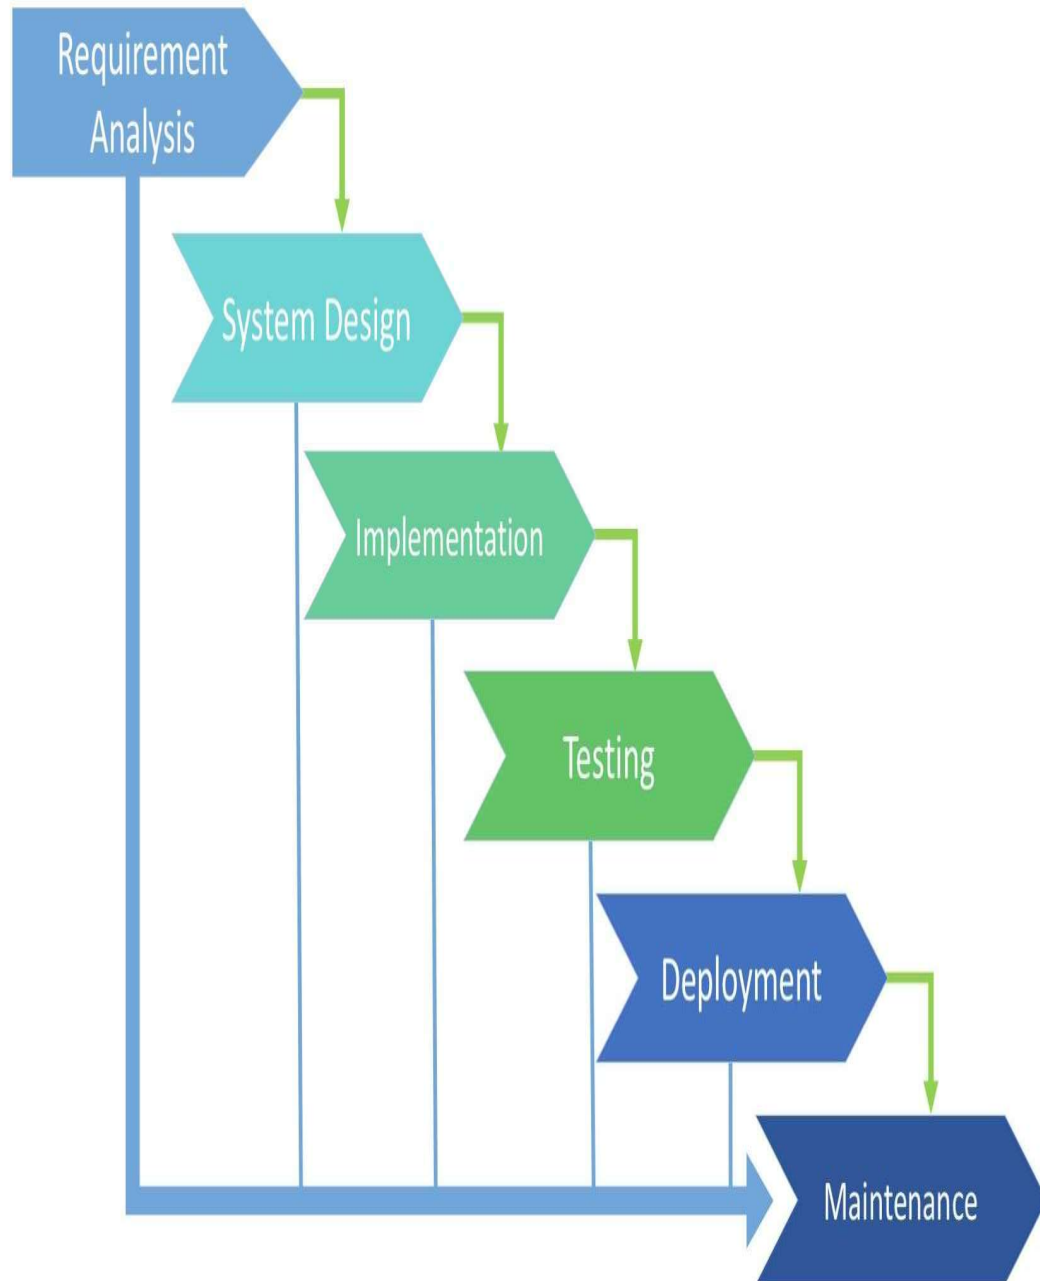 Requirement
Analysis
System Design
Implementation
Testing
Deployment
Maintenance